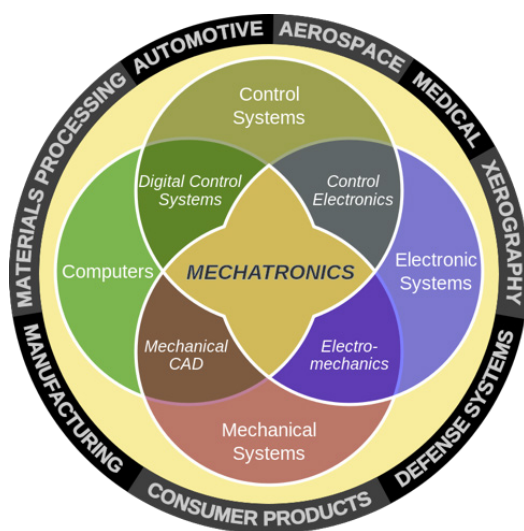 AUTOMOTIVE
AEROSPACE
MEDICAL
XEROGRAPHY
DEFENSE SYSTEMS
CONSUMER PRODUCTS
MANUFACTURING
MATERIALS PROCESSING
Control
Systems
Digital Control
Systems
Control
Electronics
Computers
MECHATRONICS
Electronic
Systems
Mechanical
CAD
Electro-
mechanics
Mechanical
Systems